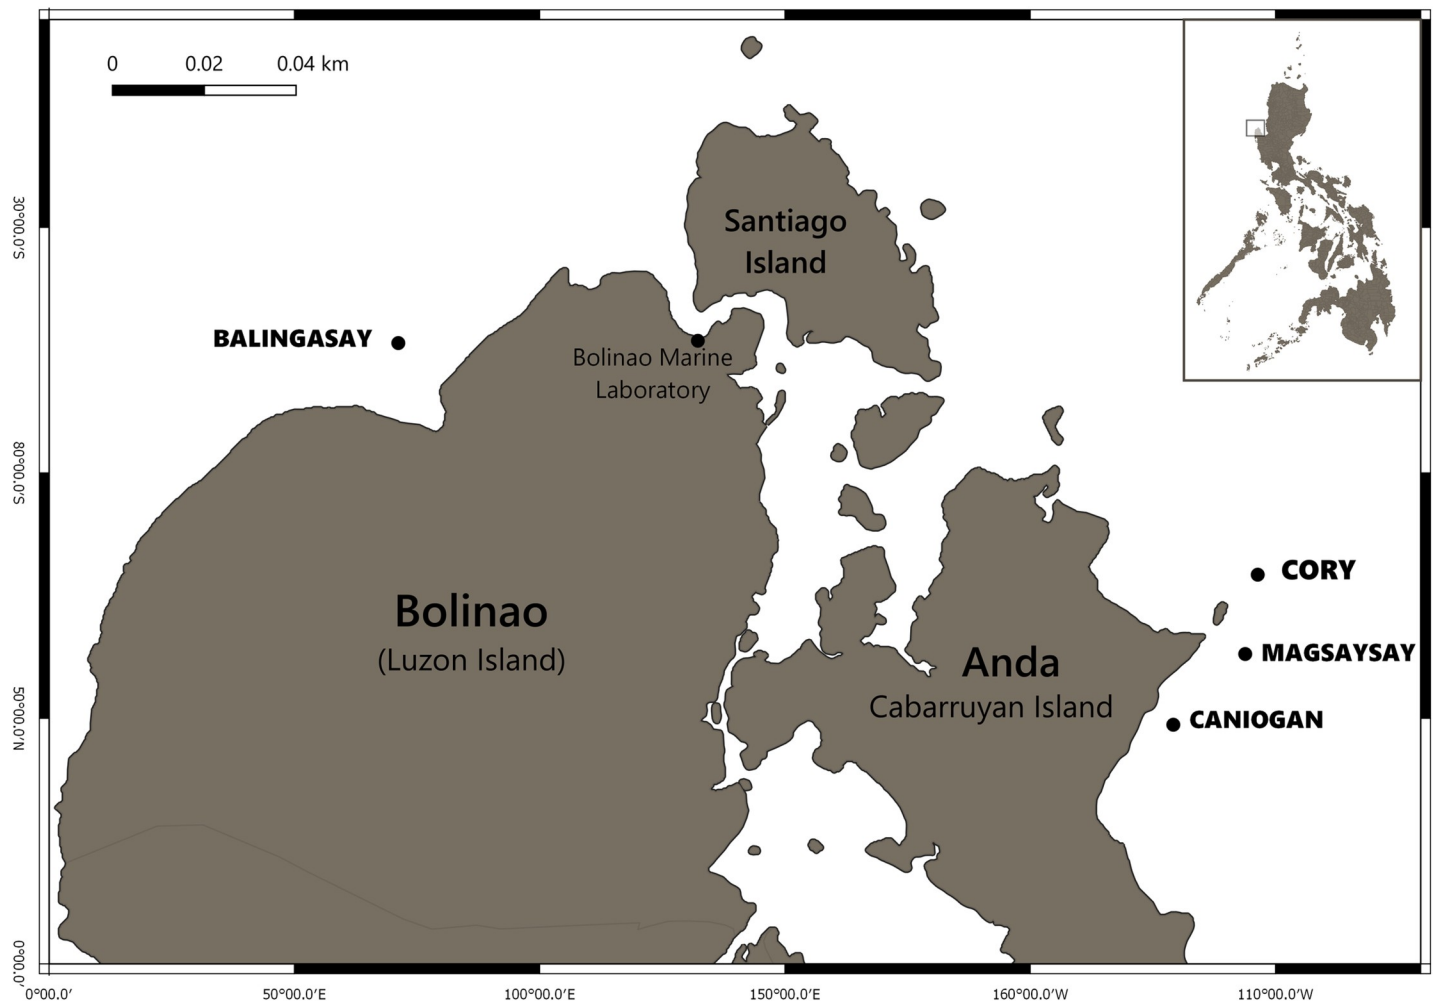 0 0.02 0.04 km
Santiago
Island
BALINGASAY
Bolinao Marine
Laboratory
CORY
Bolinao
(Luzon Island)
Anda
Cabarruyan Island
MAGSAYSAY
CANIOGAN
30°00.0'S
80°00.0'S
50°00.0'N
0°00.0'
0°00.0' 50°00.0'E 100°00.0'E 150°00.0'E 160°00.0'W 110°00.0'W